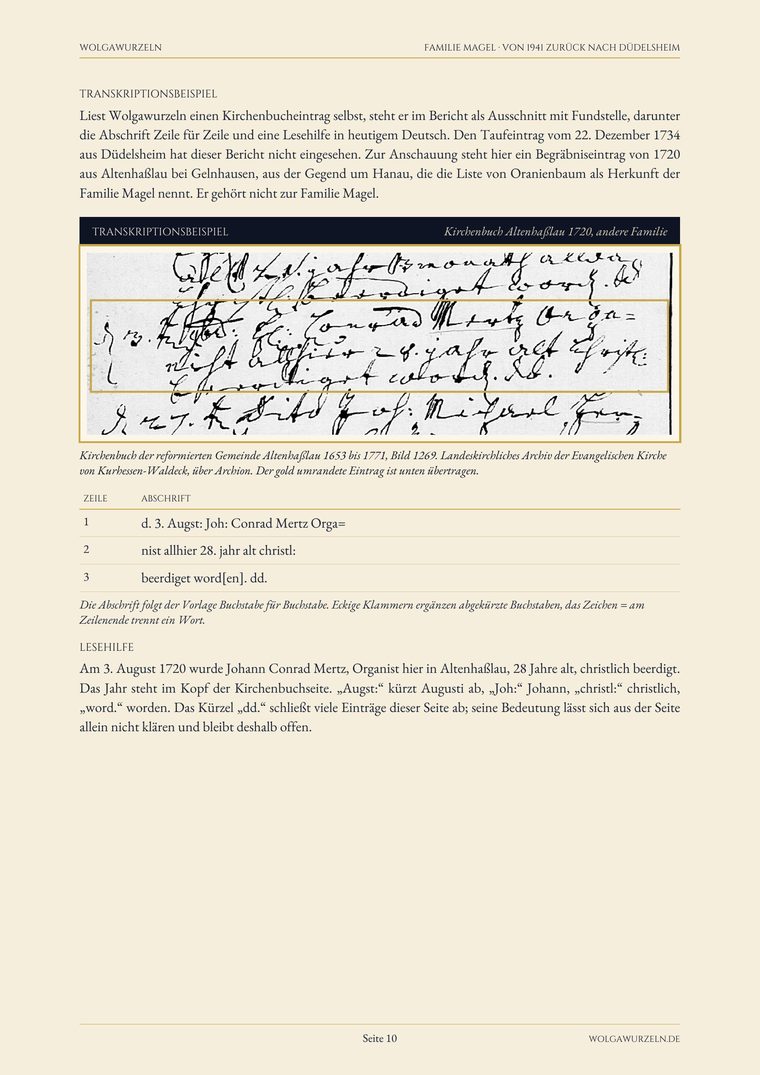 WOLGAWURZELN
FAMILIE MAGEL · VON 1941 ZURÜCK NACH DÜDELSHEIM
TRANSKRIPTIONSBEISPIEL
Liest Wolgawurzeln einen Kirchenbucheintrag selbst, steht er im Bericht als Ausschnitt mit Fundstelle, darunter
die Abschrift Zeile für Zeile und eine Lesehilfe in heutigem Deutsch. Den Taufeintrag vom 22. Dezember 1734
aus Düdelsheim hat dieser Bericht nicht eingesehen. Zur Anschauung steht hier ein Begräbniseintrag von 1720
aus Altenhaßlau bei Gelnhausen, aus der Gegend um Hanau, die die Liste von Oranienbaum als Herkunft der
Familie Magel nennt. Er gehört nicht zur Familie Magel.
TRANSKRIPTIONSBEISPIEL
Kirchenbuch Altenhaßlau 1720, andere Familie
jahr monath
beerdiget word. dd
3. Joh: Conrad Mertz Orga=
nist allhier 28. jahr alt christl:
beerdiget word. dd.
27. dito Joh: Michael
Kirchenbuch der reformierten Gemeinde Altenhaßlau 1653 bis 1771, Bild 1269. Landeskirchliches Archiv der Evangelischen Kirche
von Kurhessen-Waldeck, über Archion. Der gold umrandete Eintrag ist unten übertragen.
ZEILE ABSCHRIFT
1 d. 3. Augst: Joh: Conrad Mertz Orga=
2 nist allhier 28. jahr alt christl:
3 beerdiget word[en]. dd.
Die Abschrift folgt der Vorlage Buchstabe für Buchstabe. Eckige Klammern ergänzen abgekürzte Buchstaben, das Zeichen = am
Zeilenende trennt ein Wort.
LESEHILFE
Am 3. August 1720 wurde Johann Conrad Mertz, Organist hier in Altenhaßlau, 28 Jahre alt, christlich beerdigt.
Das Jahr steht im Kopf der Kirchenbuchseite. „Augst:“ kürzt Augusti ab, „Joh:“ Johann, „christl:“ christlich,
„word.“ worden. Das Kürzel „dd.“ schließt viele Einträge dieser Seite ab; seine Bedeutung lässt sich aus der Seite
allein nicht klären und bleibt deshalb offen.
Seite 10
WOLGAWURZELN.DE